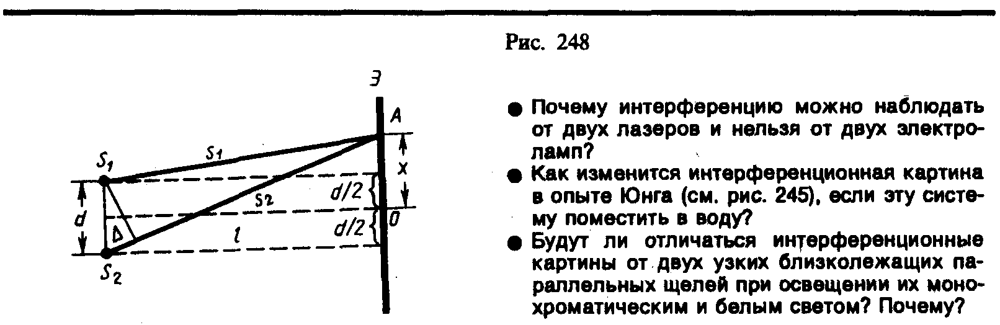 Рис. 248
Э
A
S₁
S1
x
d/2
S2
d
O
Δ
l
d/2
S₂
● Почему интерференцию можно наблюдать
от двух лазеров и нельзя от двух электро-
ламп?
● Как изменится интерференционная картина
в опыте Юнга (см. рис. 245), если эту систе-
му поместить в воду?
● Будут ли отличаться интерференционные
картины от двух узких близколежащих па-
раллельных щелей при освещении их моно-
хроматическим и белым светом? Почему?